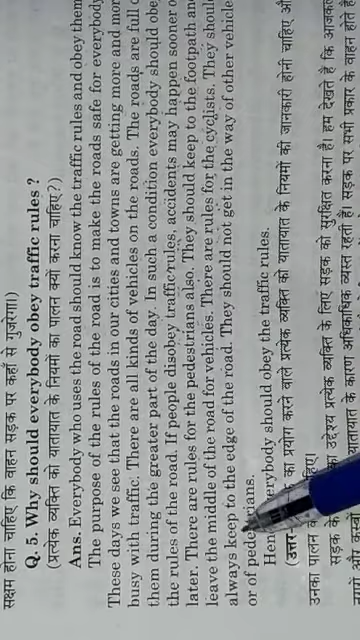 सक्षम होना चाहिए कि वाहन सड़क पर कहाँ से गुजरेगा।)
Q. 5. Why should everybody obey traffic rules ?
(प्रत्येक व्यक्ति को यातायात के नियमों का पालन क्यों करना चाहिए?)
Ans. Everybody who uses the road should know the traffic rules and obey them
The purpose of the rules of the road is to make the roads safe for everybody
These days we see that the roads in our cities and towns are getting more and mor
busy with traffic. There are all kinds of vehicles on the roads. The roads are full o
them during the greater part of the day. In such a condition everybody should obe
the rules of the road. If people disobey traffic rules, accidents may happen sooner o
later. There are rules for the pedestrians also. They should keep to the footpath and
leave the middle of the road for vehicles. There are rules for the cyclists. They shoul
always keep to the edge of the road. They should not get in the way of other vehicle
or of pedestrians.
Hen everybody should obey the traffic rules.
(उत्तर— का प्रयोग करने वाले प्रत्येक व्यक्ति को यातायात के नियमों की जानकारी होनी चाहिए औ
उनका पालन
सड़क के का उद्देश्य प्रत्येक व्यक्ति के लिए सड़क को सुरक्षित करना है। हम देखते हैं कि आजकल
यातायात के कारण अधिकाधिक व्यस्त रहती हैं। सड़क पर सभी प्रकार के वाहन होते हैं